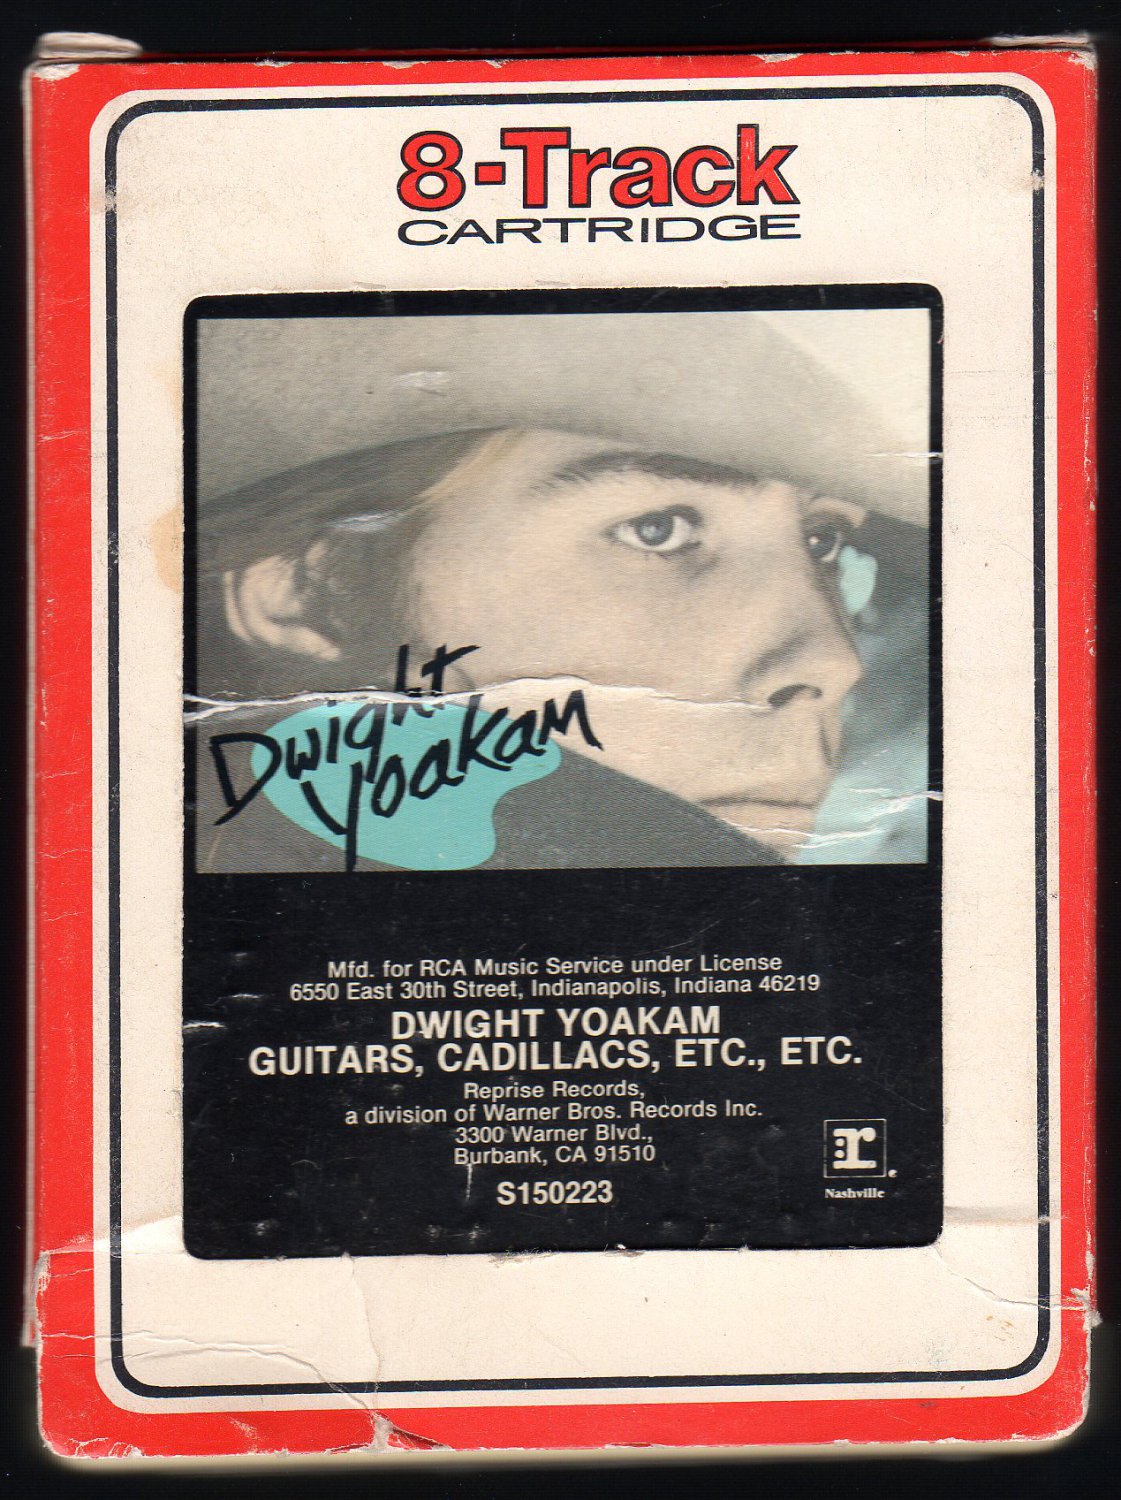 8-Track
CARTRIDGE
Dwight
Yoakam
Mfd. for RCA Music Service under License
6550 East 30th Street, Indianapolis, Indiana 46219
DWIGHT YOAKAM
GUITARS, CADILLACS, ETC., ETC.
Reprise Records,
a division of Warner Bros. Records Inc.
3300 Warner Blvd.,
Burbank, CA 91510
S150223
r
Nashville